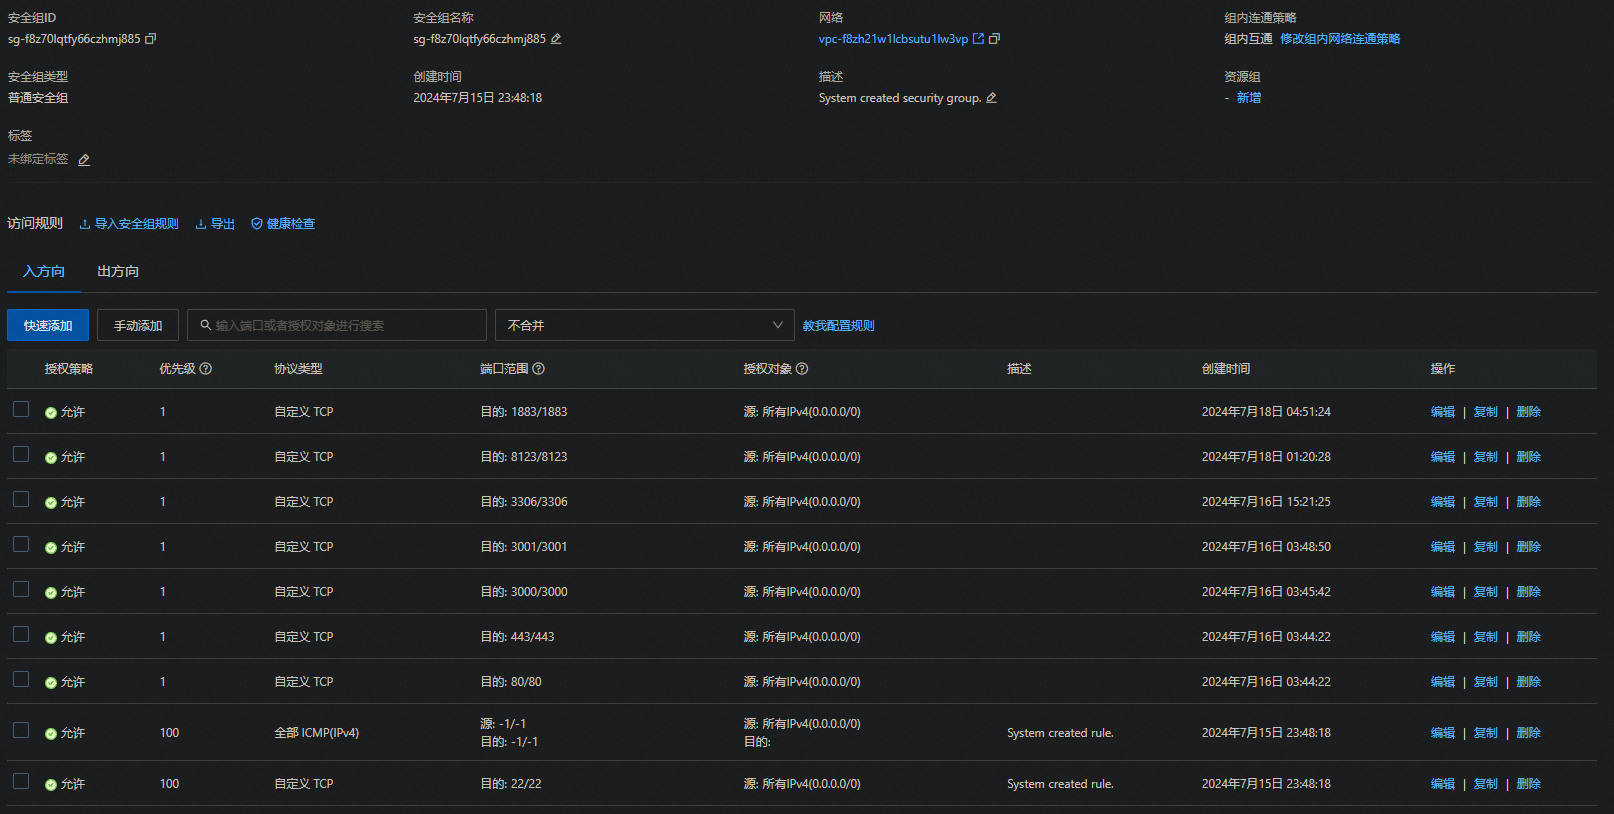 安全组ID 安全组名称 网络 组内连通策略
sg-f8z70lqtfy66czhmj885 sg-f8z70lqtfy66czhmj885 vpc-f8zh21w1lcbsutu1lw3vp 组内互通 修改组内网络连通策略
安全组类型 创建时间 描述 资源组
普通安全组 2024年7月15日 23:48:18 System created security group. - 新增
标签
未绑定标签
访问规则 导入安全组规则 导出 健康检查
入方向 出方向
快速添加 手动添加 输入端口或者授权对象进行搜索 不合并 教我配置规则
授权策略 优先级 协议类型 端口范围 授权对象 描述 创建时间 操作
允许 1 自定义 TCP 目的: 1883/1883 源: 所有IPv4(0.0.0.0/0) 2024年7月18日 04:51:24 编辑 | 复制 | 删除
允许 1 自定义 TCP 目的: 8123/8123 源: 所有IPv4(0.0.0.0/0) 2024年7月18日 01:20:28 编辑 | 复制 | 删除
允许 1 自定义 TCP 目的: 3306/3306 源: 所有IPv4(0.0.0.0/0) 2024年7月16日 15:21:25 编辑 | 复制 | 删除
允许 1 自定义 TCP 目的: 3001/3001 源: 所有IPv4(0.0.0.0/0) 2024年7月16日 03:48:50 编辑 | 复制 | 删除
允许 1 自定义 TCP 目的: 3000/3000 源: 所有IPv4(0.0.0.0/0) 2024年7月16日 03:45:42 编辑 | 复制 | 删除
允许 1 自定义 TCP 目的: 443/443 源: 所有IPv4(0.0.0.0/0) 2024年7月16日 03:44:22 编辑 | 复制 | 删除
允许 1 自定义 TCP 目的: 80/80 源: 所有IPv4(0.0.0.0/0) 2024年7月16日 03:44:22 编辑 | 复制 | 删除
源: -1/-1 源: 所有IPv4(0.0.0.0/0)
允许 100 全部 ICMP(IPv4) System created rule. 2024年7月15日 23:48:18 编辑 | 复制 | 删除
目的: -1/-1 目的:
允许 100 自定义 TCP 目的: 22/22 源: 所有IPv4(0.0.0.0/0) System created rule. 2024年7月15日 23:48:18 编辑 | 复制 | 删除